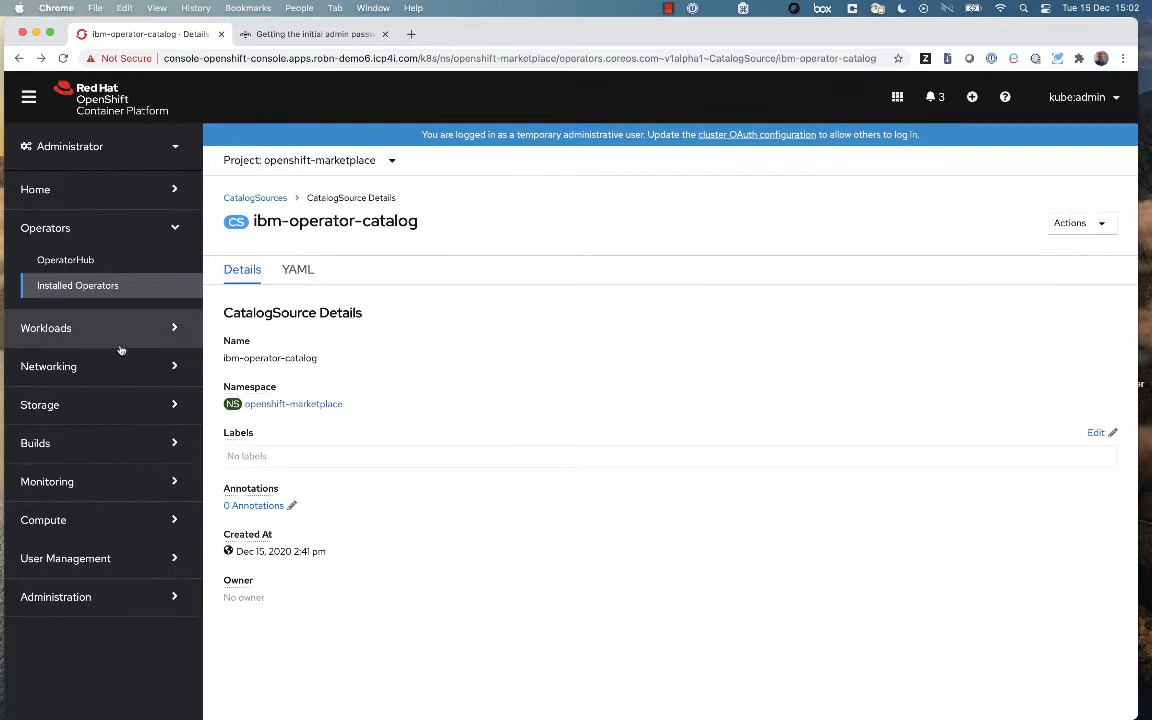 Chrome File Edit View History Bookmarks People Tab Window Help
box
Tue 15 Dec 15:02
ibm-operator-catalog · Details
Getting the initial admin passw
Not Secure
console-openshift-console.apps.robn-demo6.icp4i.com/k8s/ns/openshift-marketplace/operators.coreos.com~v1alpha1~CatalogSource/ibm-operator-catalog
Red Hat
OpenShift
Container Platform
3
kube:admin
You are logged in as a temporary administrative user. Update the cluster OAuth configuration to allow others to log in.
Administrator
Home
Operators
OperatorHub
Installed Operators
Workloads
Networking
Storage
Builds
Monitoring
Compute
User Management
Administration
Project: openshift-marketplace
CatalogSources > CatalogSource Details
CS ibm-operator-catalog
Actions
Details YAML
CatalogSource Details
Name
ibm-operator-catalog
Namespace
NS openshift-marketplace
Labels
Edit
No labels
Annotations
0 Annotations
Created At
Dec 15, 2020 2:41 pm
Owner
No owner